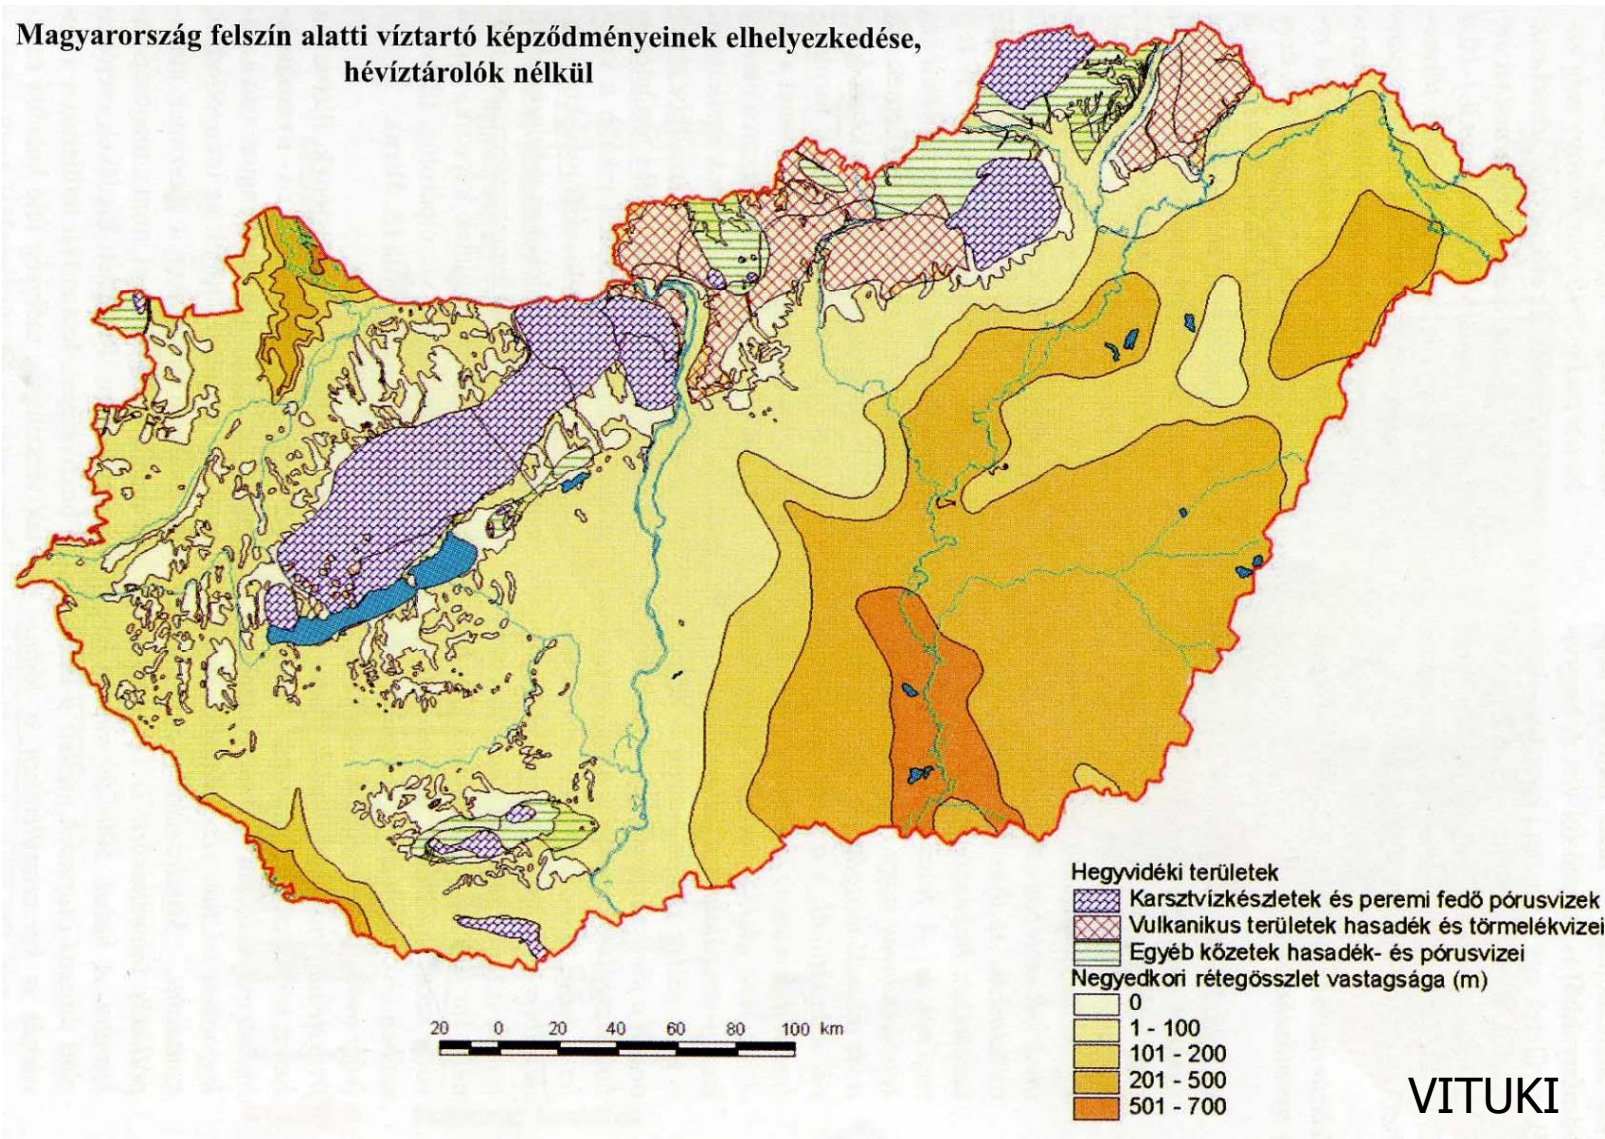 Magyarország felszín alatti víztartó képződményeinek elhelyezkedése,
hévíztárolók nélkül
Hegyvidéki területek
Karsztvízkészletek és peremi fedő pórusvizek
Vulkanikus területek hasadék és törmelékvizei
Egyéb kőzetek hasadék- és pórusvizei
Negyedkori rétegösszlet vastagsága (m)
0
1 - 100
101 - 200
201 - 500
501 - 700
20 0 20 40 60 80 100 km
VITUKI